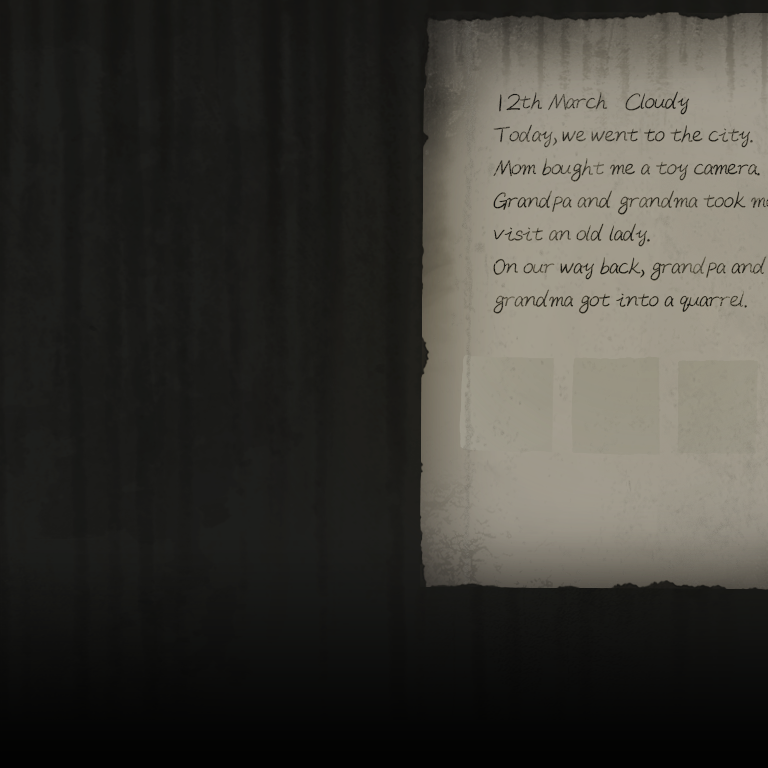 12th March Cloudy
Today, we went to the city.
Mom bought me a toy camera.
Grandpa and grandma took
visit an old lady.
On our way back, grandpa and
grandma got into a quarrel.